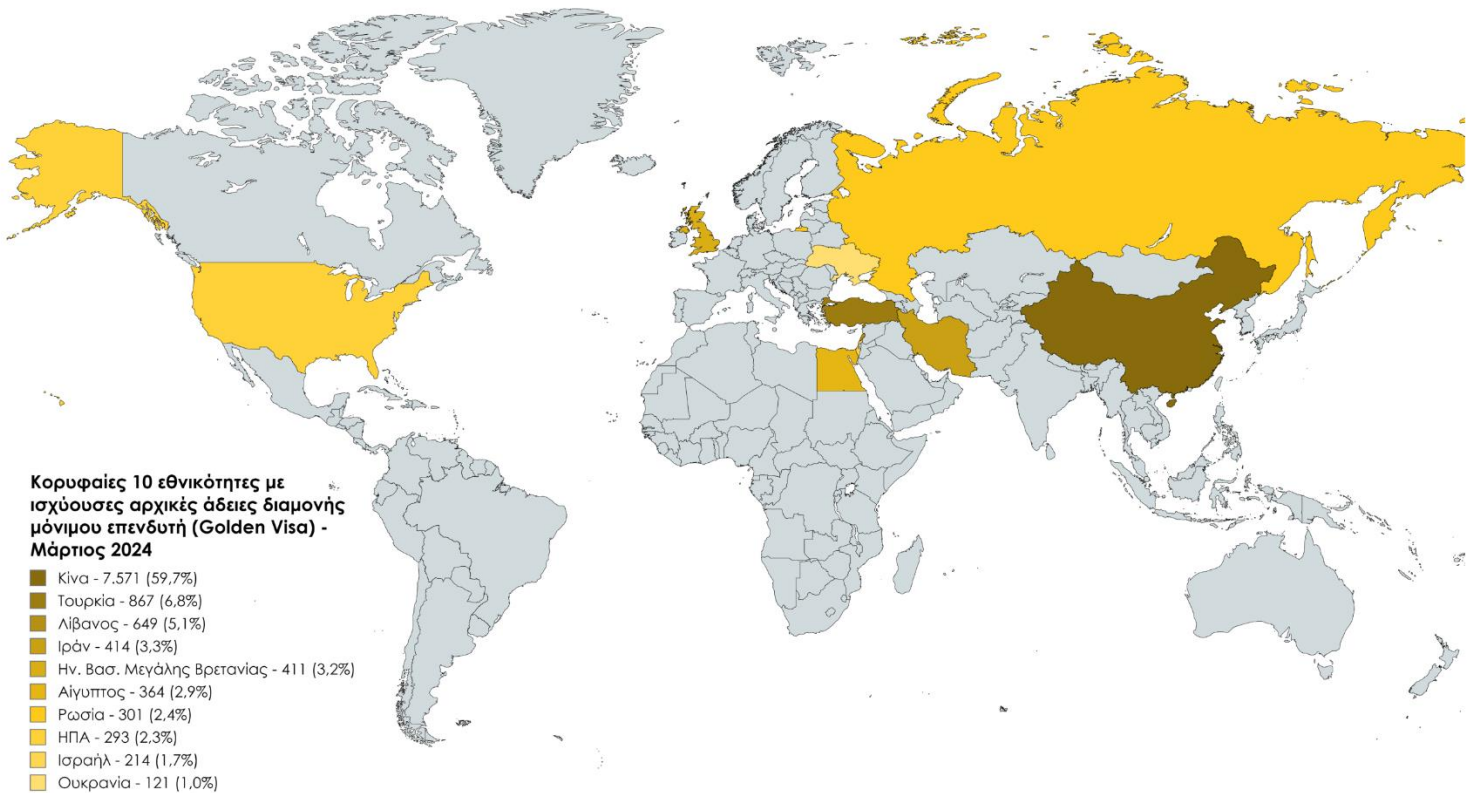 Κορυφαίες 10 εθνικότητες με
ισχύουσες αρχικές άδειες διαμονής
μόνιμου επενδυτή (Golden Visa) -
Μάρτιος 2024
Κίνα - 7.571 (59,7%)
Τουρκία - 867 (6,8%)
Λίβανος - 649 (5,1%)
Ιράν - 414 (3,3%)
Ην. Βασ. Μεγάλης Βρετανίας - 411 (3,2%)
Αίγυπτος - 364 (2,9%)
Ρωσία - 301 (2,4%)
ΗΠΑ - 293 (2,3%)
Ισραήλ - 214 (1,7%)
Ουκρανία - 121 (1,0%)